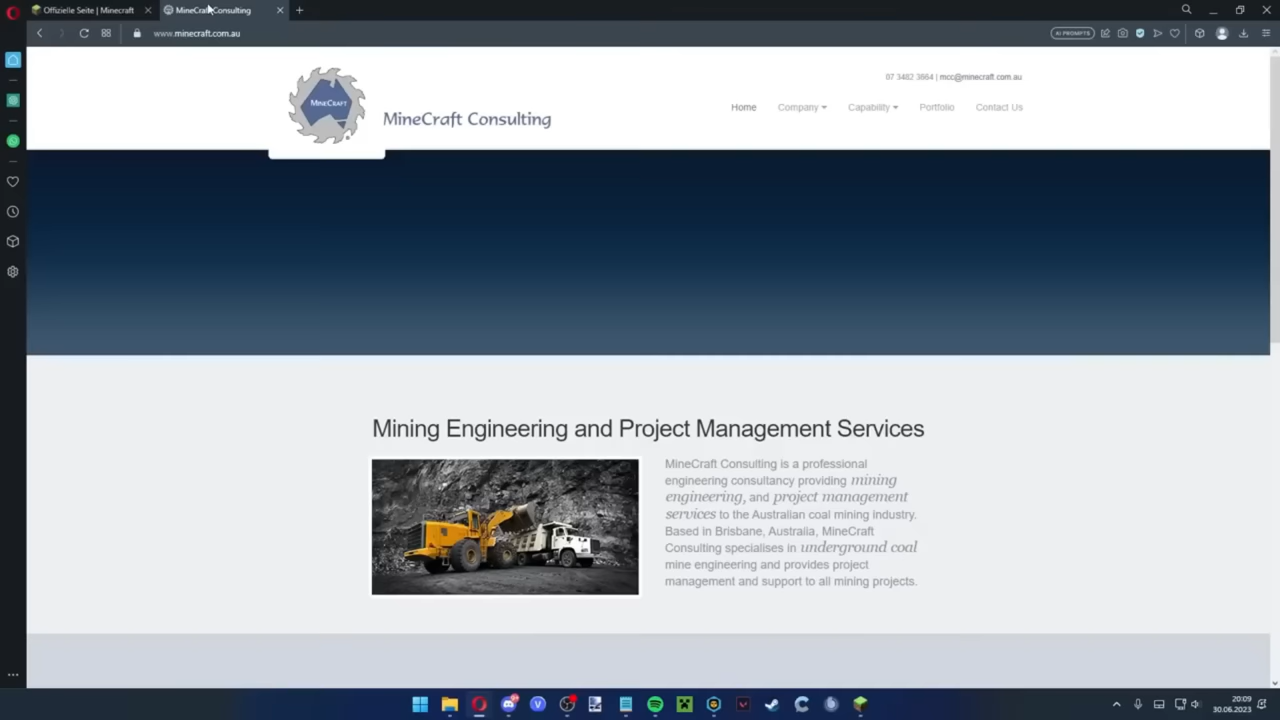 Offizielle Seite | Minecraft
MineCraft Consulting
www.minecraft.com.au
AI PROMPTS
07 3482 3664 | mcc@minecraft.com.au
MINECRAFT
MineCraft Consulting
Home Company Capability Portfolio Contact Us
Mining Engineering and Project Management Services
MineCraft Consulting is a professional
engineering consultancy providing mining
engineering, and project management
services to the Australian coal mining industry.
Based in Brisbane, Australia, MineCraft
Consulting specialises in underground coal
mine engineering and provides project
management and support to all mining projects.
20:09
30.06.2023